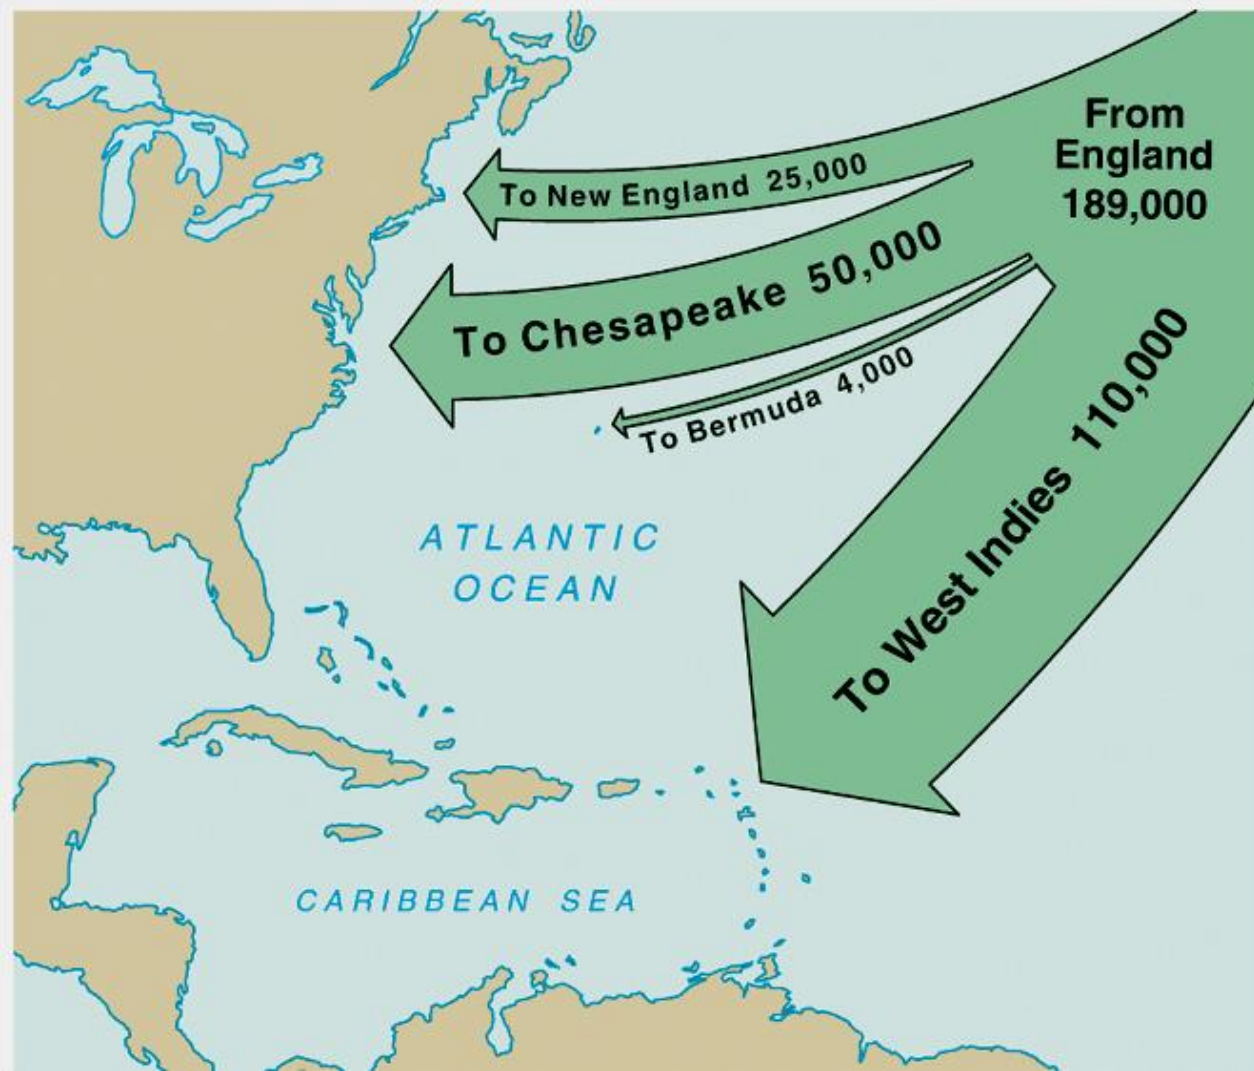 From
England
189,000
To New England 25,000
To Chesapeake 50,000
To Bermuda 4,000
To West Indies 110,000
ATLANTIC
OCEAN
CARIBBEAN SEA